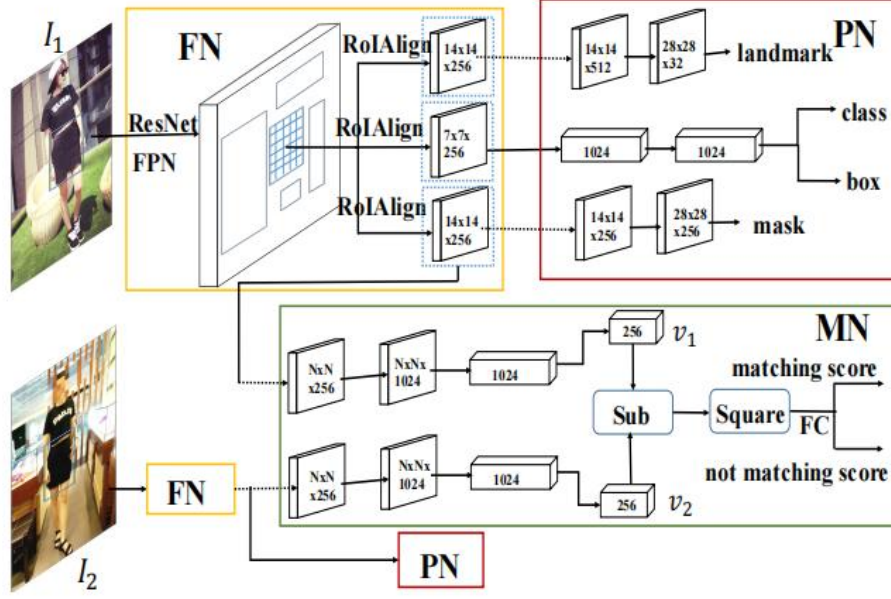 I₁
FN
ResNet
FPN
RoIAlign
14x14
x256
RoIAlign
7x7x
256
RoIAlign
14x14
x256
PN
14x14
x512
28x28
x32
landmark
1024
1024
class
box
14x14
x256
28x28
x256
mask
MN
NxN
x256
NxNx
1024
1024
256
v₁
Sub
Square
FC
matching
score
not matching score
NxN
x256
NxNx
1024
1024
256
v₂
I₂
FN
PN